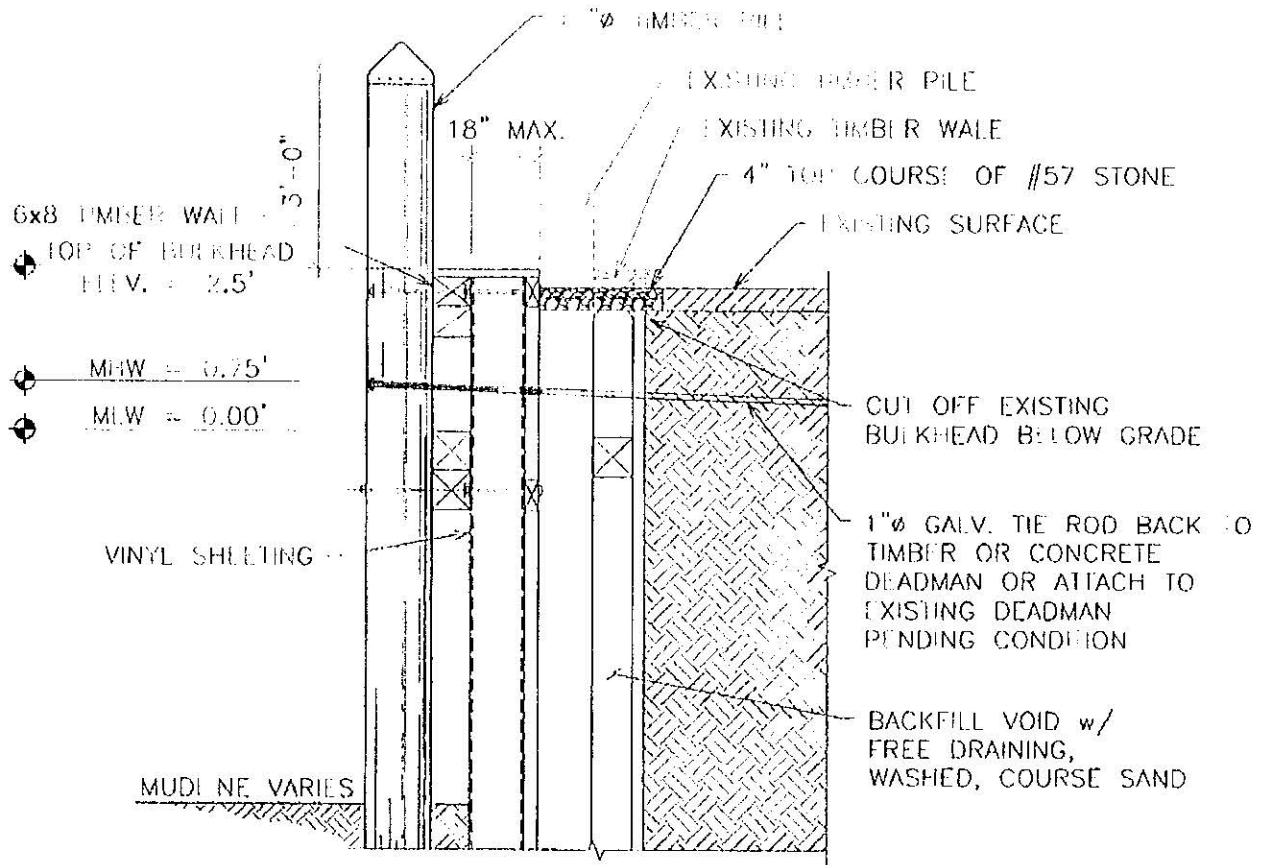 "ø TIMBER PILE
EXISTING TIMBER PILE
18" MAX.
EXISTING TIMBER WALE
3'-0"
4" TOP COURSE OF #57 STONE
6x8 TIMBER WALE
EXISTING SURFACE
TOP OF BULKHEAD
ELEV. = 2.5'
MHW = 0.75'
MLW = 0.00'
CUT OFF EXISTING
BULKHEAD BELOW GRADE
1"ø GALV. TIE ROD BACK TO
TIMBER OR CONCRETE
DEADMAN OR ATTACH TO
EXISTING DEADMAN
PENDING CONDITION
VINYL SHEETING
BACKFILL VOID w/
FREE DRAINING,
WASHED, COURSE SAND
MUDLINE VARIES